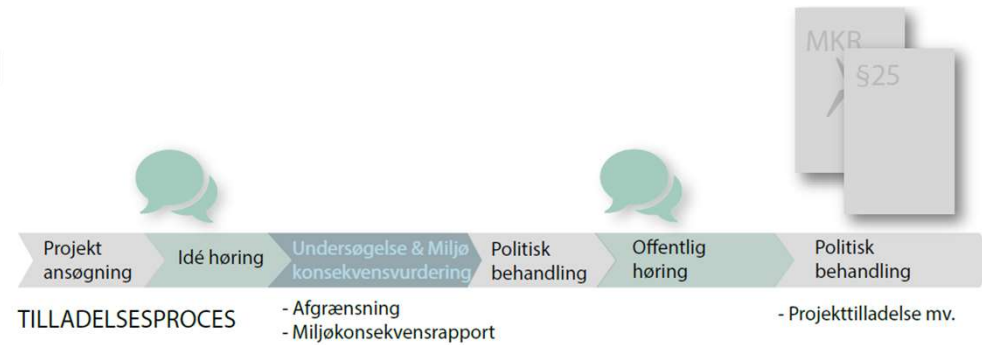 MKR
§25
Projekt
ansøgning
Idé høring
Undersøgelse & Miljø
konsekvensvurdering
Politisk
behandling
Offentlig
høring
Politisk
behandling
TILLADELSESPROCES
- Afgrænsning
- Miljøkonsekvensrapport
- Projekttilladelse mv.